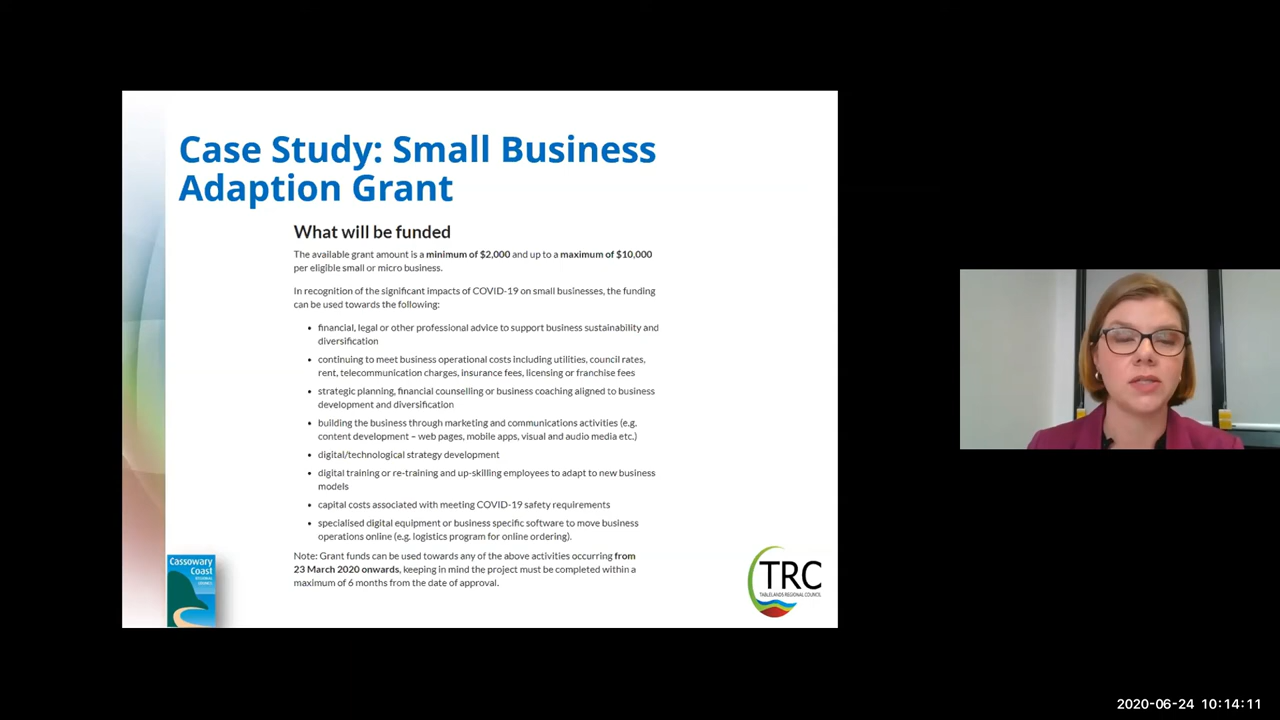 Case Study: Small Business
Adaption Grant
What will be funded
The available grant amount is a minimum of $2,000 and up to a maximum of $10,000
per eligible small or micro business.
In recognition of the significant impacts of COVID-19 on small businesses, the funding
can be used towards the following:
• financial, legal or other professional advice to support business sustainability and
diversification
• continuing to meet business operational costs including utilities, council rates,
rent, telecommunication charges, insurance fees, licensing or franchise fees
• strategic planning, financial counselling or business coaching aligned to business
development and diversification
• building the business through marketing and communications activities (e.g.
content development – web pages, mobile apps, visual and audio media etc.)
• digital/technological strategy development
• digital training or re-training and up-skilling employees to adapt to new business
models
• capital costs associated with meeting COVID-19 safety requirements
• specialised digital equipment or business specific software to move business
operations online (e.g. logistics program for online ordering).
Note: Grant funds can be used towards any of the above activities occurring from
23 March 2020 onwards, keeping in mind the project must be completed within a
maximum of 6 months from the date of approval.
Cassowary
Coast
REGIONAL
COUNCIL
TRC
TABLELANDS REGIONAL COUNCIL
2020-06-24 10:14:11